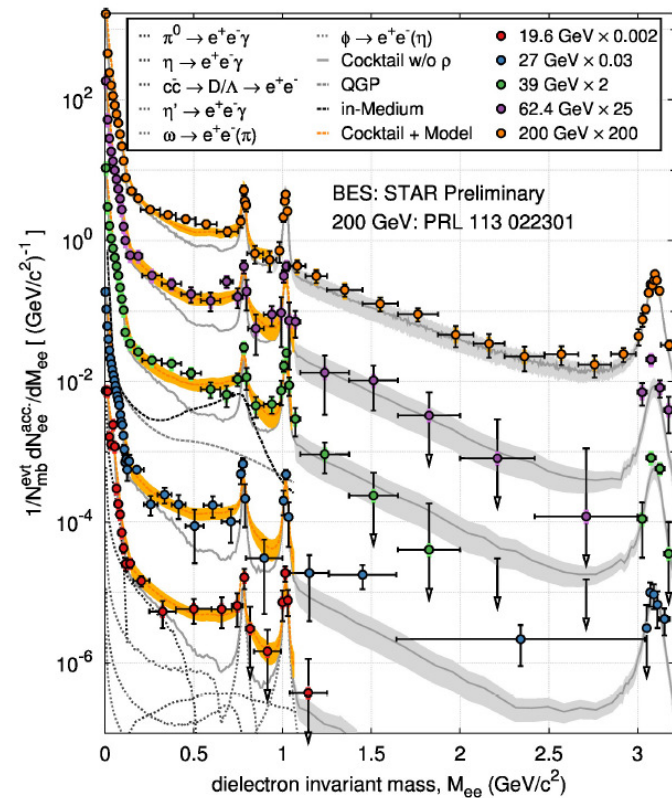 π⁰ → e⁺e⁻γ
η → e⁺e⁻γ
cc̄ → D/Λ → e⁺e⁻
η' → e⁺e⁻γ
ω → e⁺e⁻(π)
ϕ → e⁺e⁻(η)
Cocktail w/o ρ
QGP
in-Medium
Cocktail + Model
19.6 GeV × 0.002
27 GeV × 0.03
39 GeV × 2
62.4 GeV × 25
200 GeV × 200
BES: STAR Preliminary
200 GeV: PRL 113 022301
1/N^evt_mb dN^acc._ee/dM_ee [ (GeV/c²)⁻¹ ]
10²
10⁰
10⁻²
10⁻⁴
10⁻⁶
0 0.5 1 1.5 2 2.5 3
dielectron invariant mass, M_ee (GeV/c²)